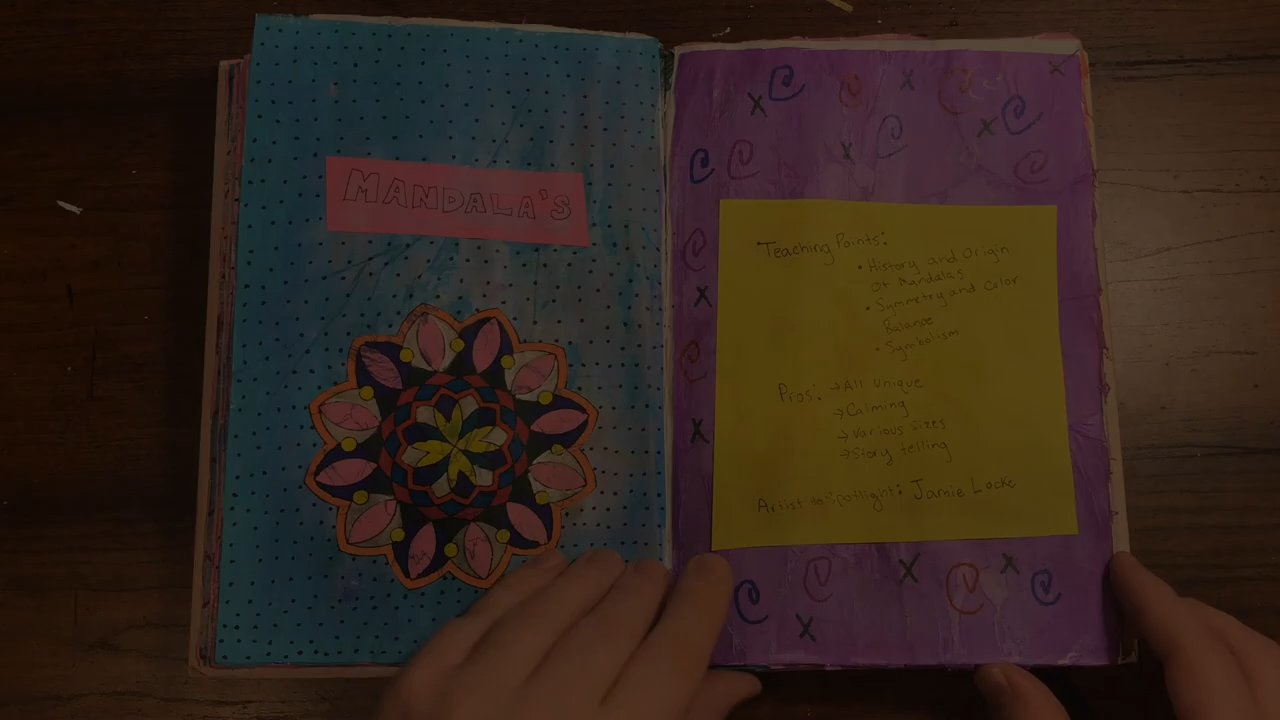 MANDALA'S
Teaching Points:
• History and Origin
Of Mandalas
• Symmetry and Color
Balance
• Symbolism
Pros: → All Unique
→ Calming
→ Various sizes
→ Story telling
Artist to Spotlight: Jamie Locke